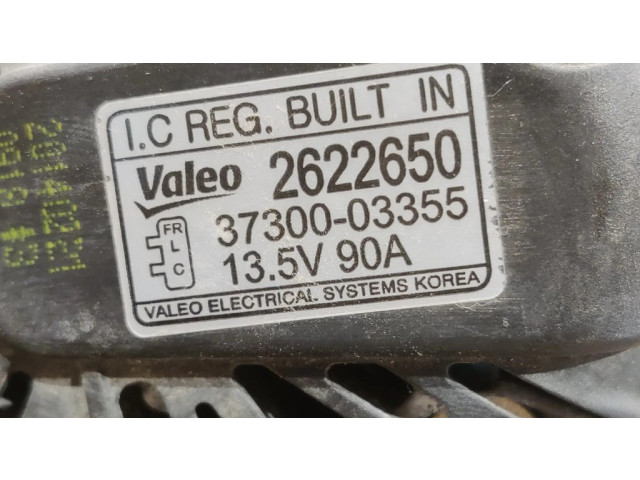 I.C REG. BUILT IN
Valeo 2622650
FR
L
C
37300-03355
13.5V 90A
VALEO ELECTRICAL SYSTEMS KOREA